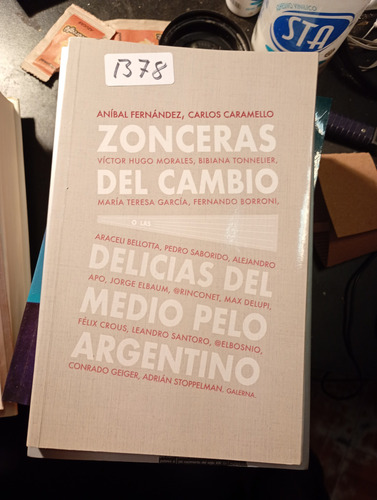 B78
STA
ANÍBAL FERNÁNDEZ, CARLOS CARAMELLO
ZONCERAS
VÍCTOR HUGO MORALES, BIBIANA TONNELIER,
DEL CAMBIO
MARÍA TERESA GARCÍA, FERNANDO BORRONI,
O LAS
ARACELI BELLOTTA, PEDRO SABORIDO, ALEJANDRO
DELICIAS DEL
APO, JORGE ELBAUM, @RINCONET, MAX DELUPI,
MEDIO PELO
FÉLIX CROUS, LEANDRO SANTORO, @ELBOSNIO,
ARGENTINO
CONRADO GEIGER, ADRIÁN STOPPELMAN. GALERNA.